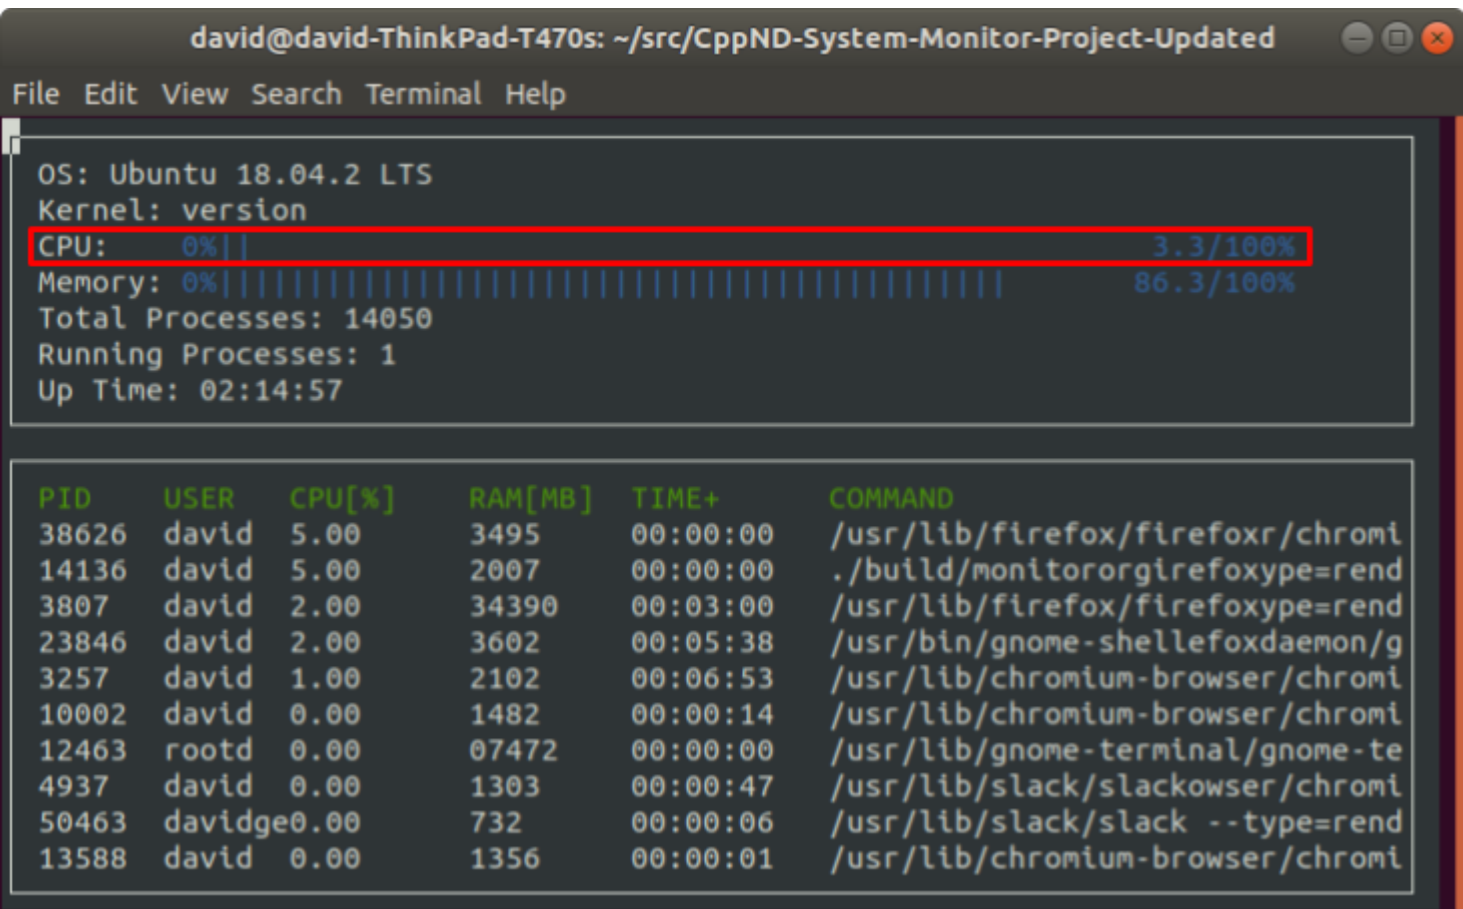 david@david-ThinkPad-T470s: ~/src/CppND-System-Monitor-Project-Updated
File Edit View Search Terminal Help
OS: Ubuntu 18.04.2 LTS
Kernel: version
CPU: 0%|| 3.3/100%
Memory: 0%|||||||||||||||||||||||||||||||||||||||||||| 86.3/100%
Total Processes: 14050
Running Processes: 1
Up Time: 02:14:57
PID USER CPU[%] RAM[MB] TIME+ COMMAND
38626 david 5.00 3495 00:00:00 /usr/lib/firefox/firefoxr/chromi
14136 david 5.00 2007 00:00:00 ./build/monitororgirefoxype=rend
3807 david 2.00 34390 00:03:00 /usr/lib/firefox/firefoxype=rend
23846 david 2.00 3602 00:05:38 /usr/bin/gnome-shellefoxdaemon/g
3257 david 1.00 2102 00:06:53 /usr/lib/chromium-browser/chromi
10002 david 0.00 1482 00:00:14 /usr/lib/chromium-browser/chromi
12463 rootd 0.00 07472 00:00:00 /usr/lib/gnome-terminal/gnome-te
4937 david 0.00 1303 00:00:47 /usr/lib/slack/slackowser/chromi
50463 davidge0.00 732 00:00:06 /usr/lib/slack/slack --type=rend
13588 david 0.00 1356 00:00:01 /usr/lib/chromium-browser/chromi